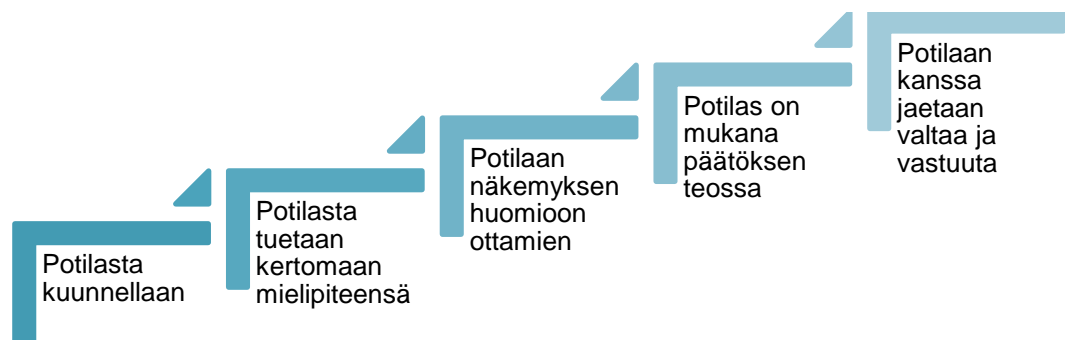 Potilasta
kuunnellaan
Potilasta
tuetaan
kertomaan
mielipiteensä
Potilaan
näkemyksen
huomioon
ottamien
Potilas on
mukana
päätöksen
teossa
Potilaan
kanssa
jaetaan
valtaa ja
vastuuta